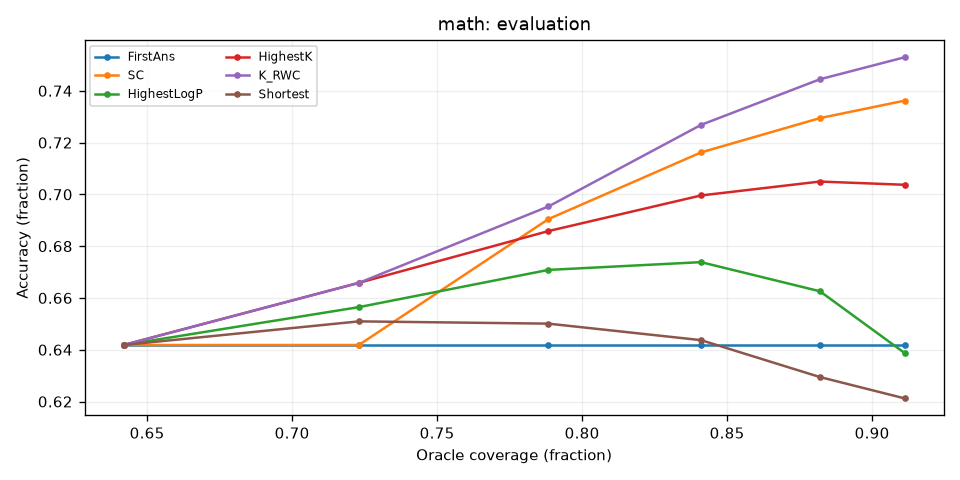 math: evaluation
FirstAns
SC
HighestLogP
HighestK
K_RWC
Shortest
Accuracy (fraction)
0.74
0.72
0.70
0.68
0.66
0.64
0.62
0.65
0.70
0.75
0.80
0.85
0.90
Oracle coverage (fraction)